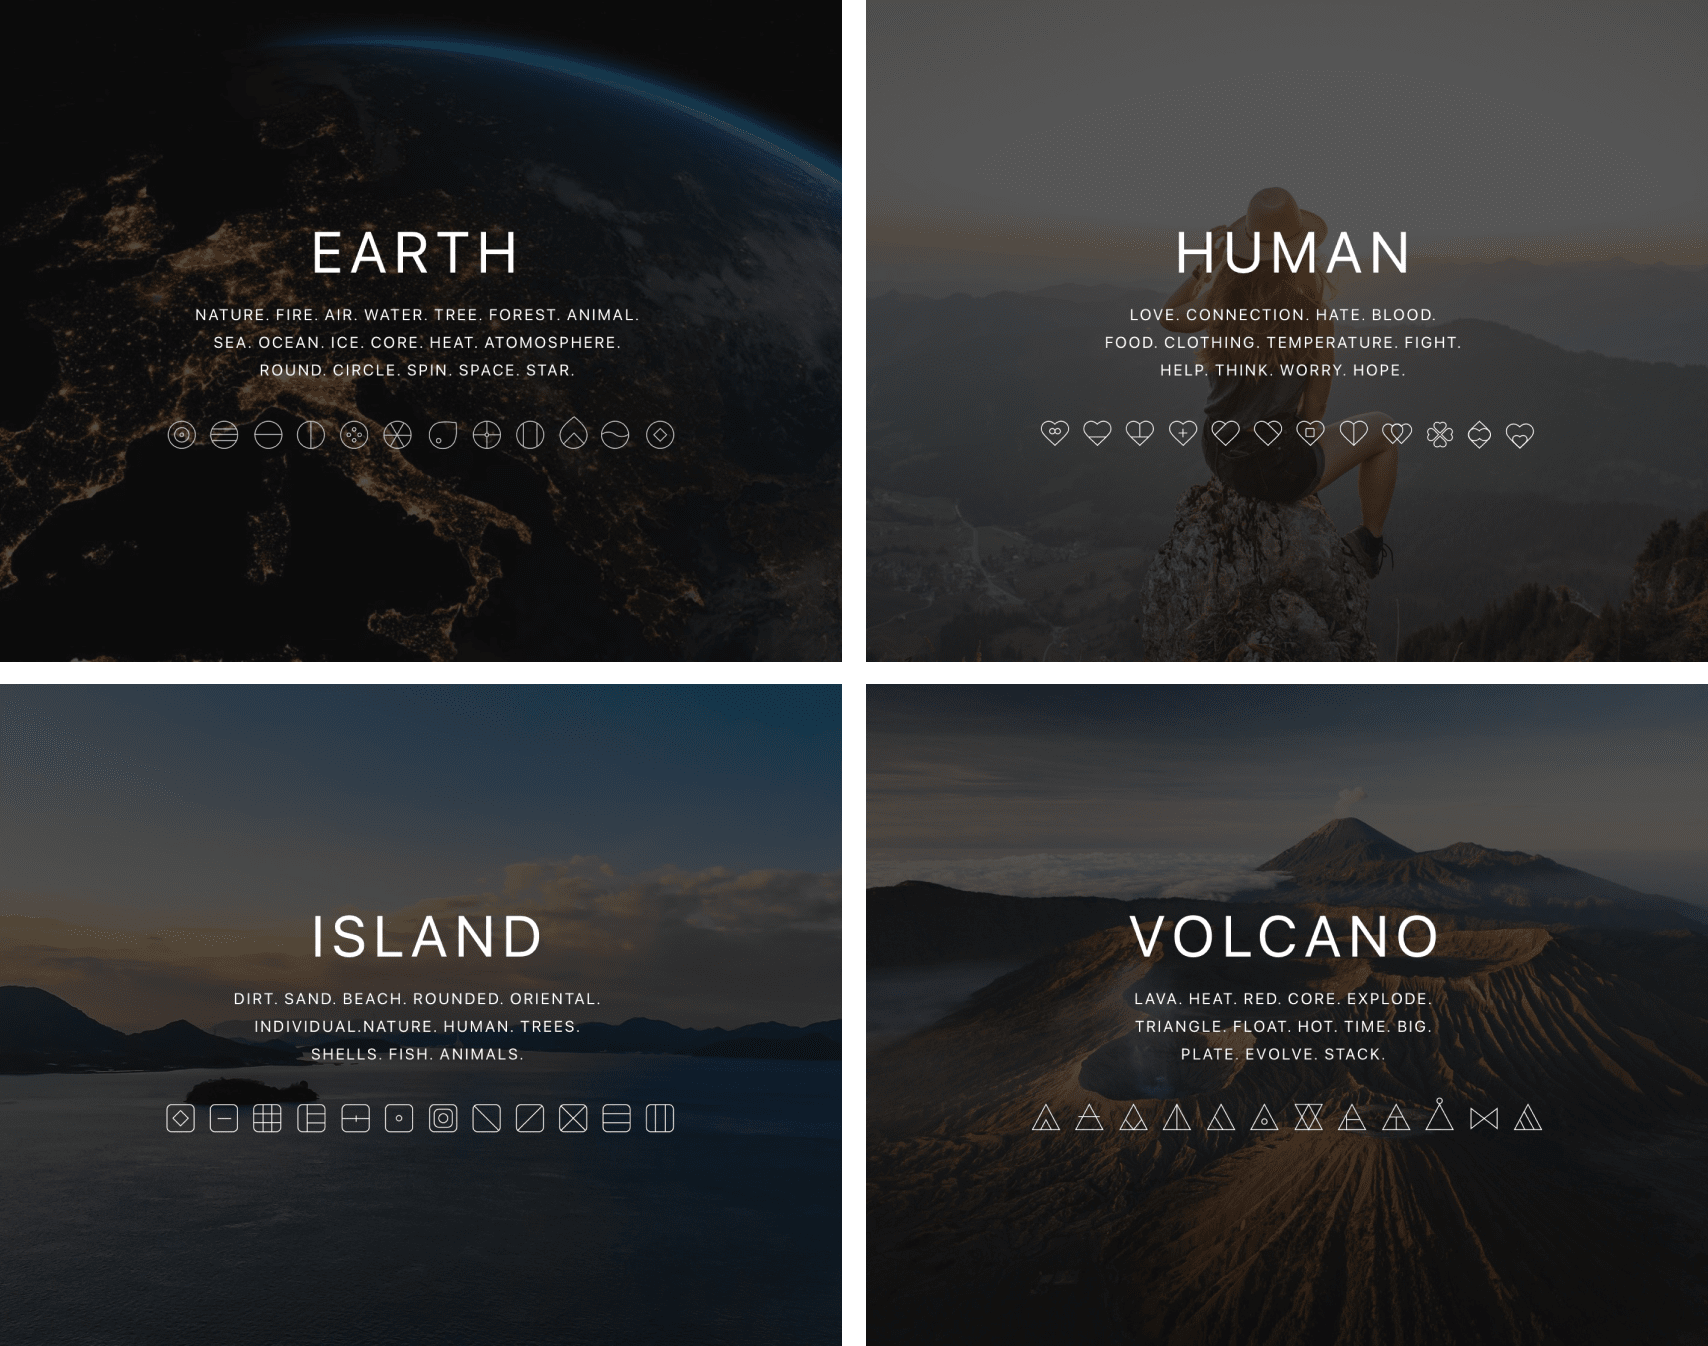 EARTH
NATURE. FIRE. AIR. WATER. TREE. FOREST. ANIMAL.
SEA. OCEAN. ICE. CORE. HEAT. ATOMOSPHERE.
ROUND. CIRCLE. SPIN. SPACE. STAR.
HUMAN
LOVE. CONNECTION. HATE. BLOOD.
FOOD. CLOTHING. TEMPERATURE. FIGHT.
HELP. THINK. WORRY. HOPE.
ISLAND
DIRT. SAND. BEACH. ROUNDED. ORIENTAL.
INDIVIDUAL.NATURE. HUMAN. TREES.
SHELLS. FISH. ANIMALS.
VOLCANO
LAVA. HEAT. RED. CORE. EXPLODE.
TRIANGLE. FLOAT. HOT. TIME. BIG.
PLATE. EVOLVE. STACK.